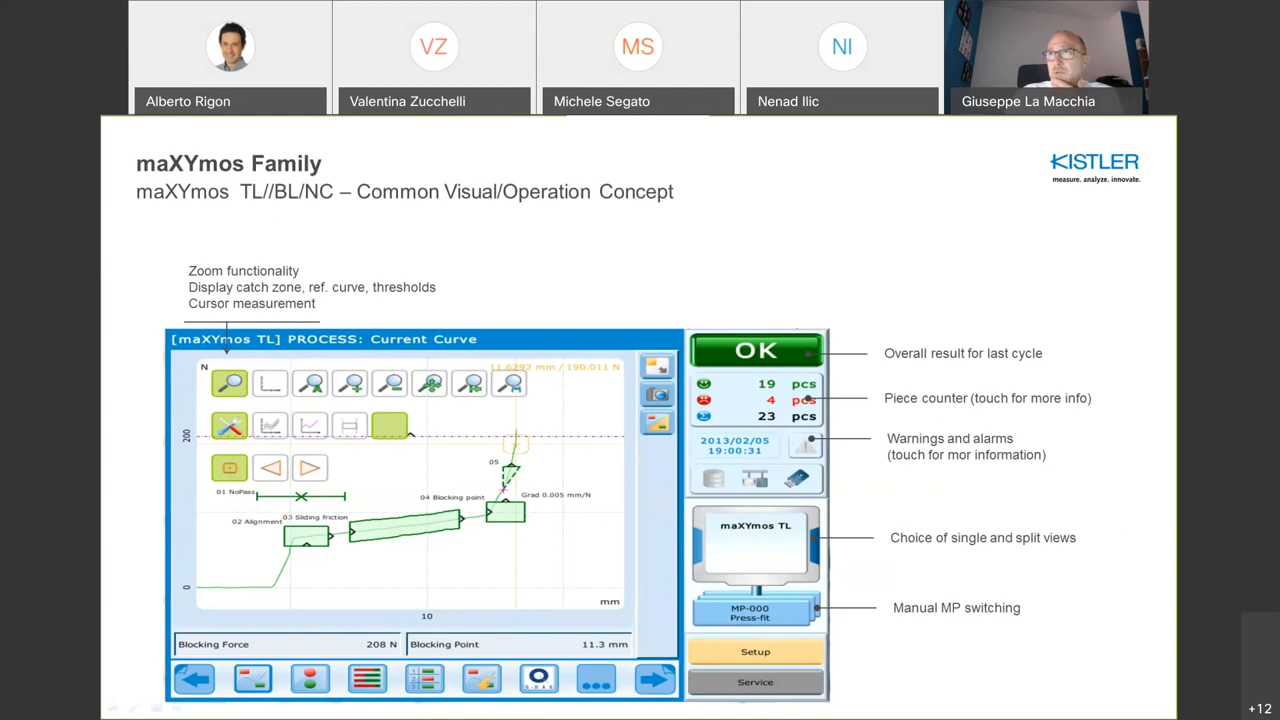 VZ
MS
NI
Alberto Rigon
Valentina Zucchelli
Michele Segato
Nenad Ilic
Giuseppe La Macchia
maXYmos Family
maXYmos TL//BL/NC – Common Visual/Operation Concept
KISTLER
measure. analyze. innovate.
Zoom functionality
Display catch zone, ref. curve, thresholds
Cursor measurement
[maXYmos TL] PROCESS: Current Curve
N
11.6292 mm / 190.011 N
200
05
01 NoPass
04 Blocking point
Grad 0.005 mm/N
02 Alignment
03 Sliding friction
0
mm
10
Blocking Force 208 N
Blocking Point 11.3 mm
OK
19 pcs
4 pcs
23 pcs
2013/02/05
19:00:31
maXYmos TL
MP-000
Press-fit
Setup
Service
Overall result for last cycle
Piece counter (touch for more info)
Warnings and alarms
(touch for mor information)
Choice of single and split views
Manual MP switching
+12